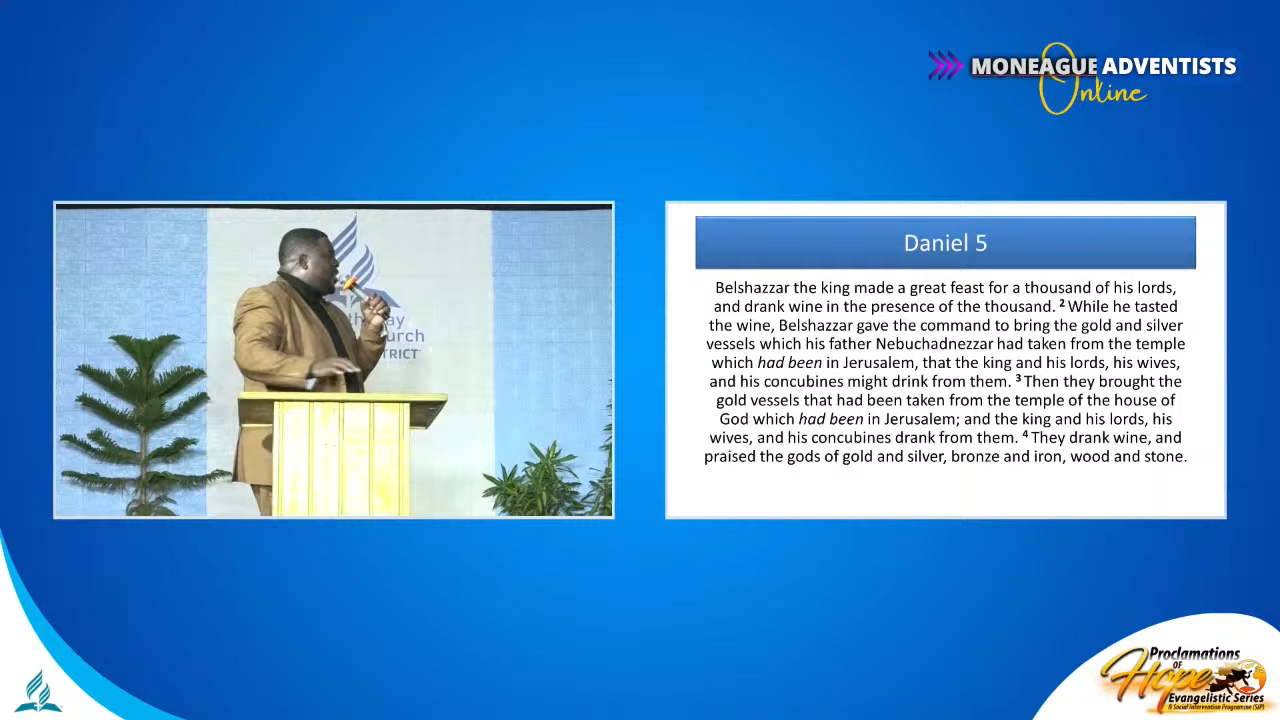 MONEAGUE ADVENTISTS
Online
Daniel 5
Belshazzar the king made a great feast for a thousand of his lords,
and drank wine in the presence of the thousand. 2 While he tasted
the wine, Belshazzar gave the command to bring the gold and silver
vessels which his father Nebuchadnezzar had taken from the temple
which had been in Jerusalem, that the king and his lords, his wives,
and his concubines might drink from them. 3 Then they brought the
gold vessels that had been taken from the temple of the house of
God which had been in Jerusalem; and the king and his lords, his
wives, and his concubines drank from them. 4 They drank wine, and
praised the gods of gold and silver, bronze and iron, wood and stone.
Proclamations
OF
Hope
Evangelistic Series
& Social Intervention Programme (SIP)